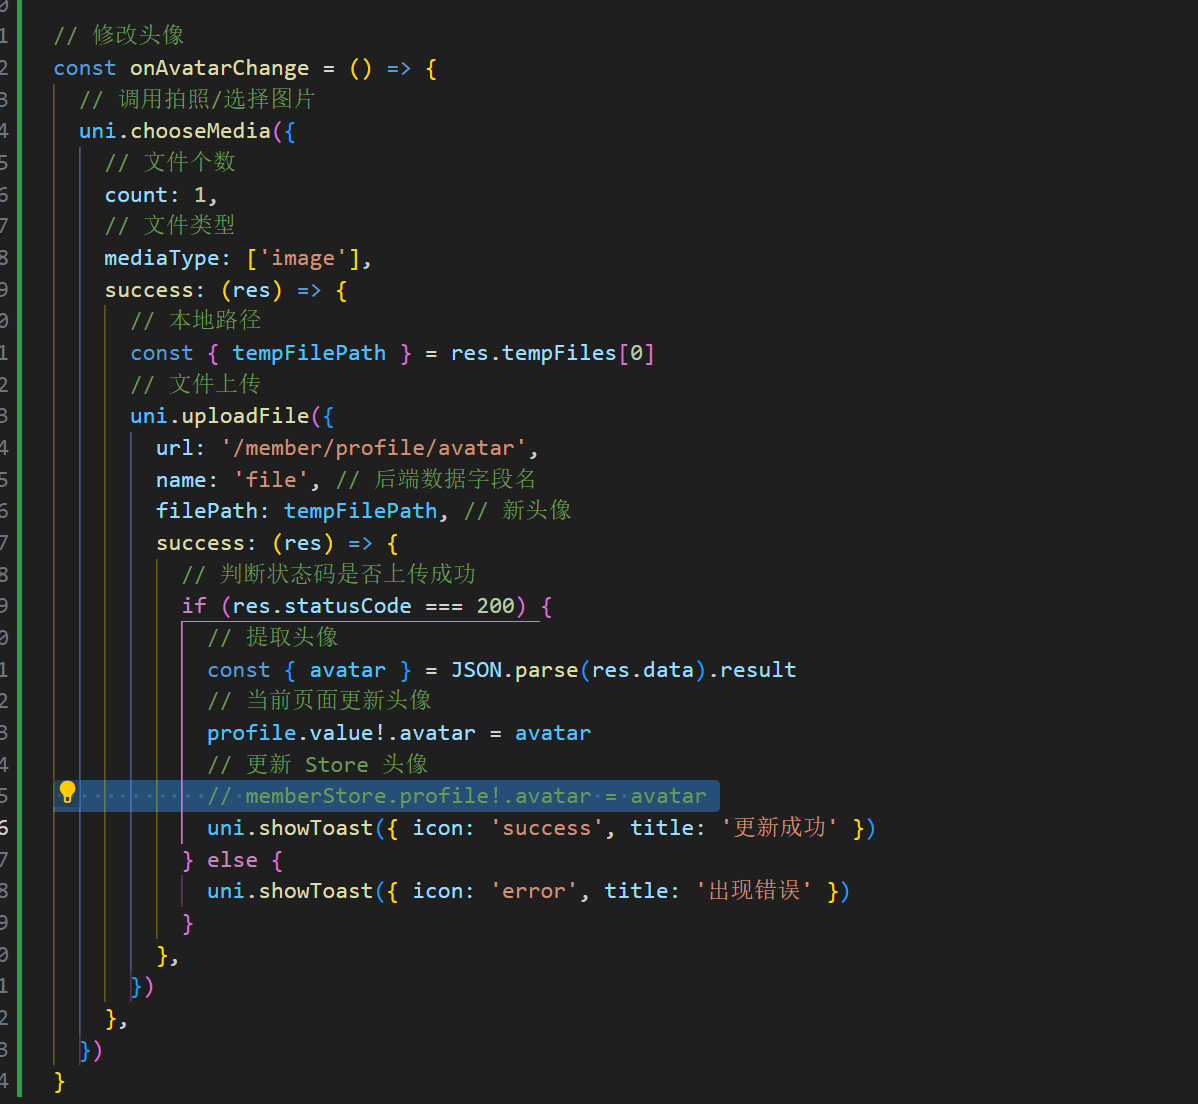 // 修改头像
const onAvatarChange = () => {
// 调用拍照/选择图片
uni.chooseMedia({
// 文件个数
count: 1,
// 文件类型
mediaType: ['image'],
success: (res) => {
// 本地路径
const { tempFilePath } = res.tempFiles[0]
// 文件上传
uni.uploadFile({
url: '/member/profile/avatar',
name: 'file', // 后端数据字段名
filePath: tempFilePath, // 新头像
success: (res) => {
// 判断状态码是否上传成功
if (res.statusCode === 200) {
// 提取头像
const { avatar } = JSON.parse(res.data).result
// 当前页面更新头像
profile.value!.avatar = avatar
// 更新 Store 头像
// memberStore.profile!.avatar = avatar
uni.showToast({ icon: 'success', title: '更新成功' })
} else {
uni.showToast({ icon: 'error', title: '出现错误' })
}
},
})
},
})
}